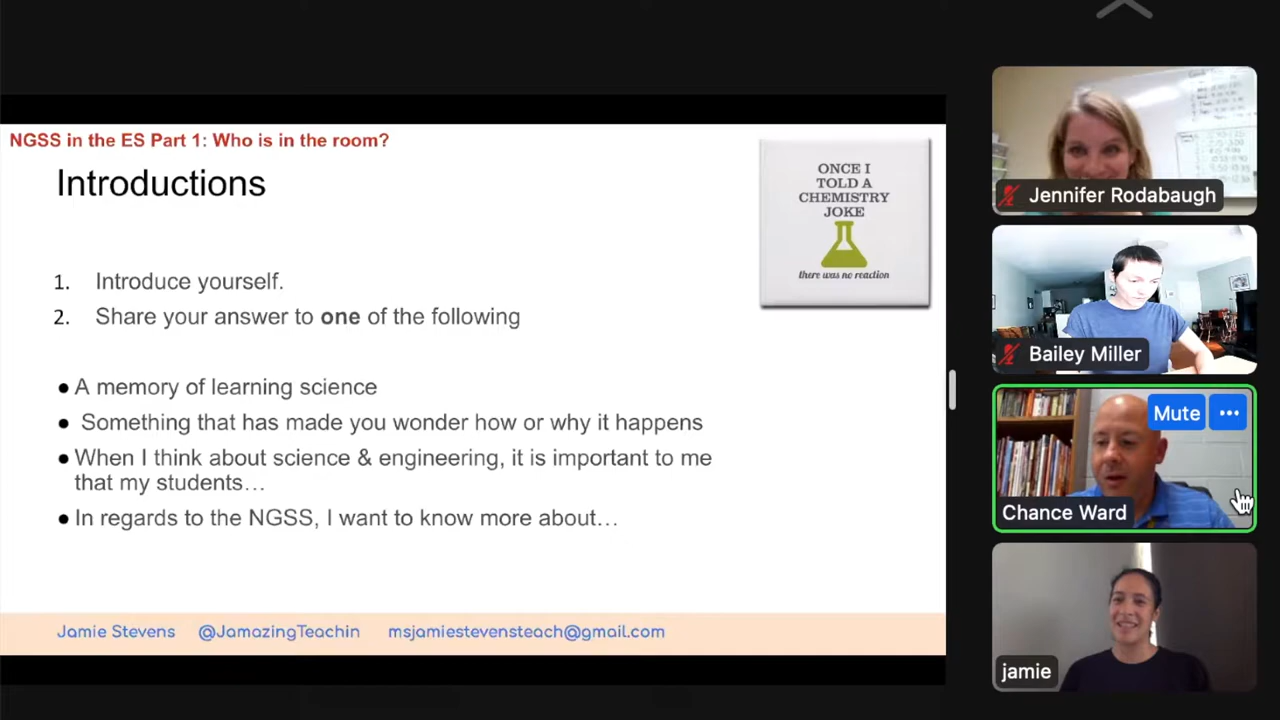 NGSS in the ES Part 1: Who is in the room?
Introductions
1. Introduce yourself.
2. Share your answer to one of the following
● A memory of learning science
● Something that has made you wonder how or why it happens
● When I think about science & engineering, it is important to me
that my students…
● In regards to the NGSS, I want to know more about…
ONCE I
TOLD A
CHEMISTRY
JOKE
there was no reaction
Jamie Stevens @JamazingTeachin msjamiestevensteach@gmail.com
Jennifer Rodabaugh
Bailey Miller
Mute
Chance Ward
jamie